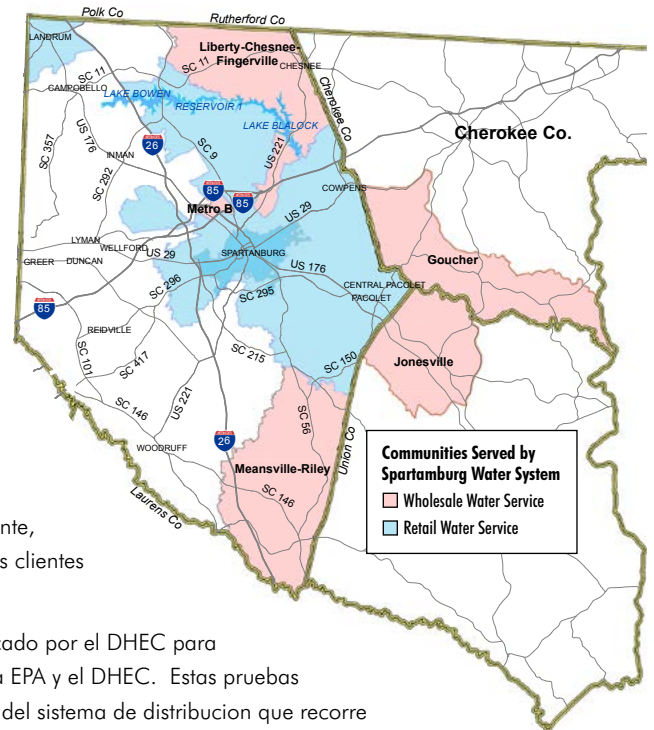 Polk Co
Rutherford Co
LANDRUM
Liberty-Chesnee-
Fingerville
SC 11
SC 11
CHESNEE
CAMPOBELLO
LAKE BOWEN
RESERVOIR 1
LAKE BLALOCK
Cherokee Co
Cherokee Co.
SC 357
US 176
INMAN
SC 292
26
SC 9
US 221
85
85
Metro B
COWPENS
US 29
LYMAN
WELLFORD
GREER
DUNCAN
US 29
SPARTANBURG
US 176
Goucher
SC 296
SC 295
CENTRAL PACOLET
PACOLET
85
REIDVILLE
SC 101
SC 417
SC 215
SC 150
Jonesville
SC 146
US 221
SC 56
WOODRUFF
26
Meansville-Riley
SC 146
Union Co
Laurens Co
Communities Served by
Spartamburg Water System
Wholesale Water Service
Retail Water Service
nte,
s clientes
cado por el DHEC para
a EPA y el DHEC. Estas pruebas
del sistema de distribucion que recorre